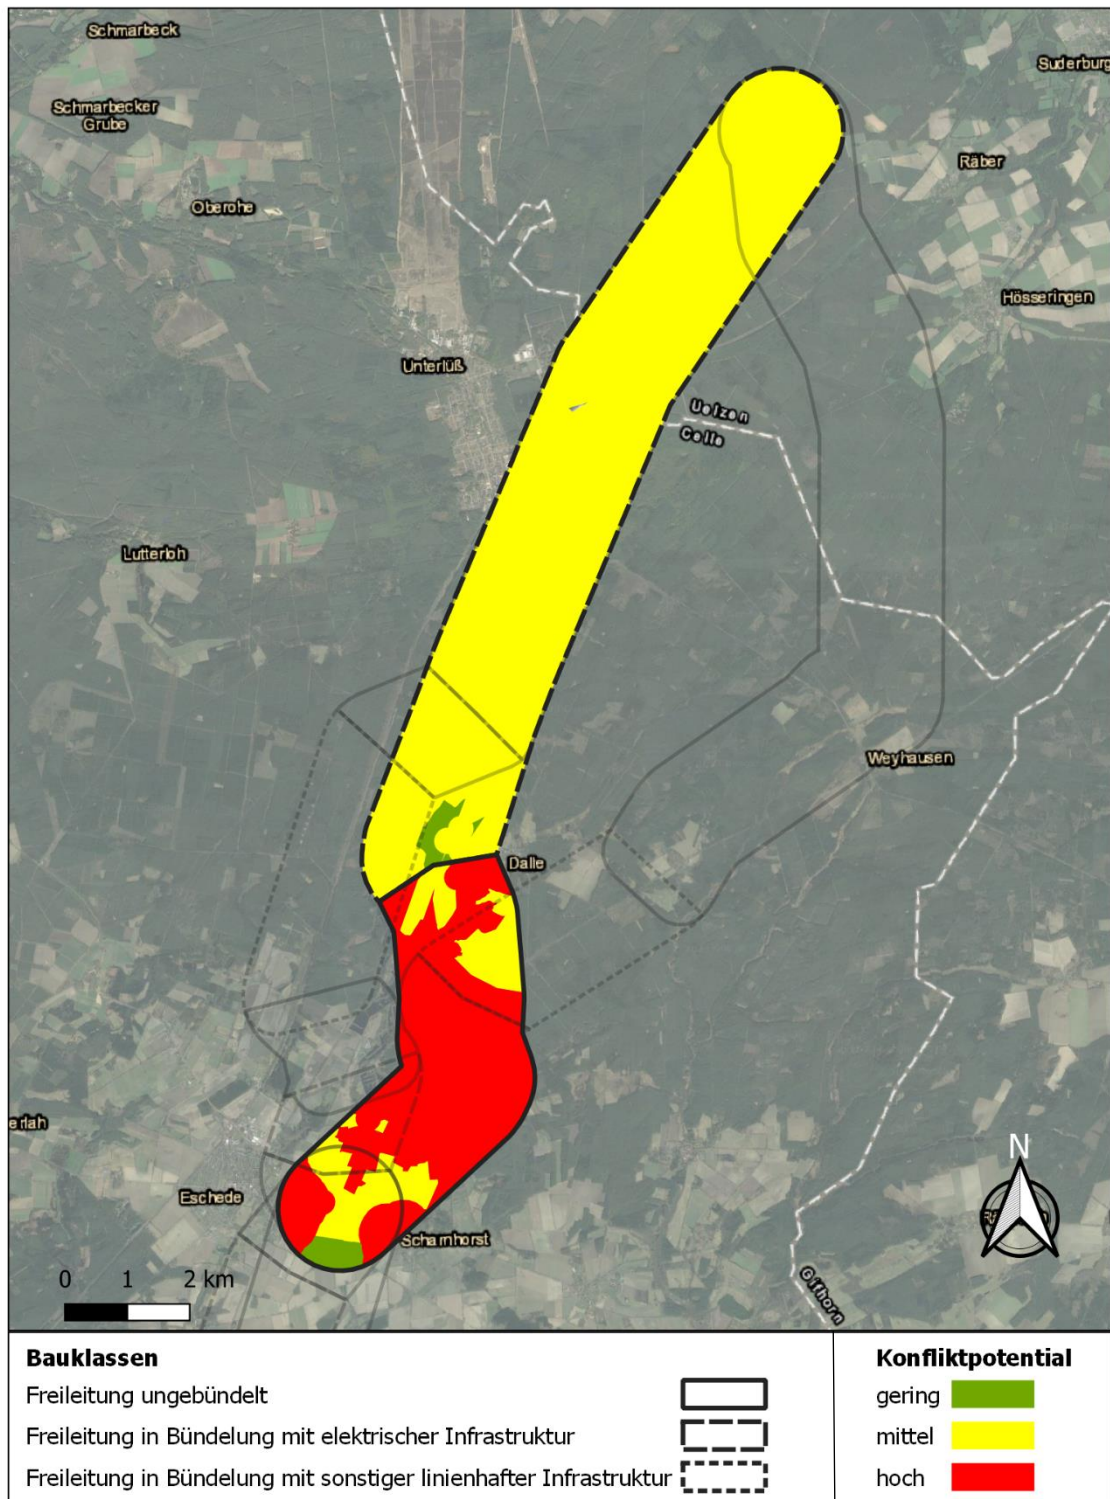 Schmarbeck
Suderburg
Schmarbecker
Grube
Räber
Oberohe
Hösseringen
Unterlüß
Uelzen
Celle
Lutterloh
Weyhausen
Dalle
erlah
N
Eschede
Scharnhorst
0 1 2 km
Gifhorn
Bauklassen
Freileitung ungebündelt
Freileitung in Bündelung mit elektrischer Infrastruktur
Freileitung in Bündelung mit sonstiger linienhafter Infrastruktur
Konfliktpotential
gering
mittel
hoch